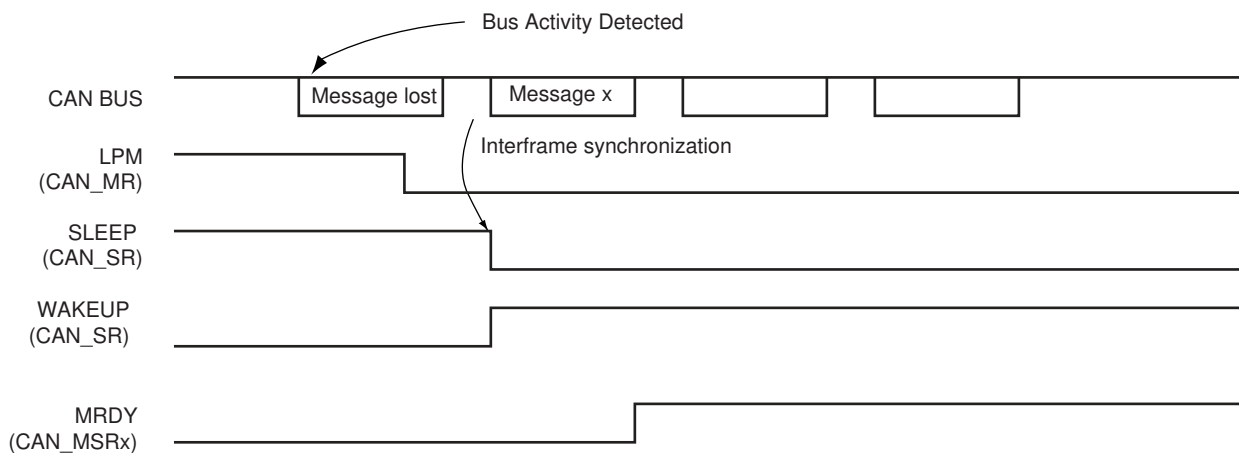 Bus Activity Detected
CAN BUS
Message lost
Message x
Interframe synchronization
LPM
(CAN_MR)
SLEEP
(CAN_SR)
WAKEUP
(CAN_SR)
MRDY
(CAN_MSRx)